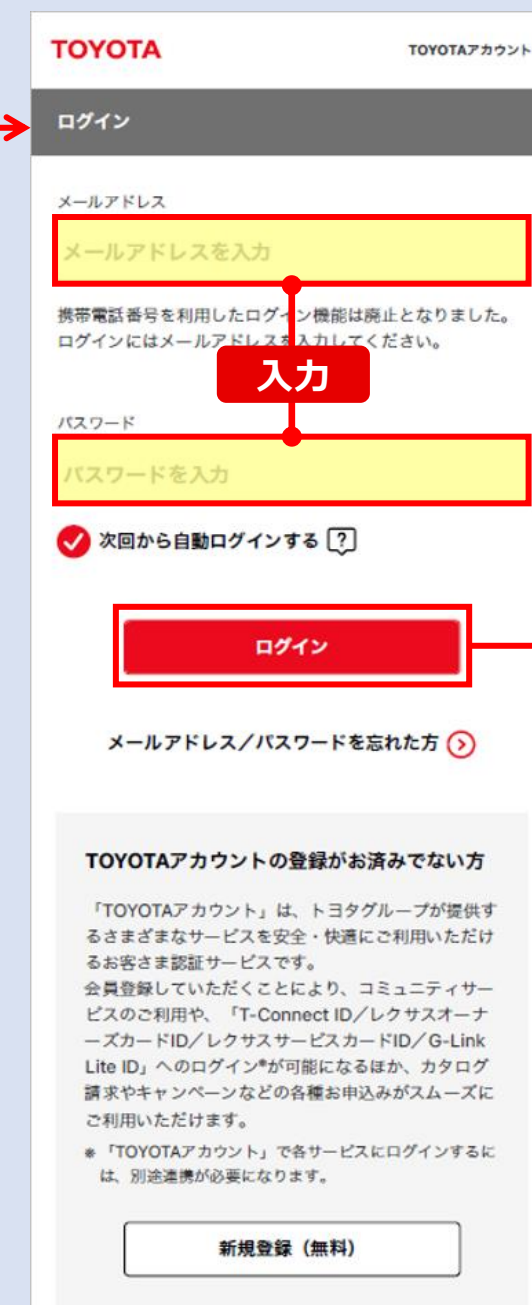 TOYOTA
TOYOTAアカウント
ログイン
メールアドレス
メールアドレスを入力
携帯電話番号を利用したログイン機能は廃止となりました。
ログインにはメールアドレスを入力してください。
入力
パスワード
パスワードを入力
次回から自動ログインする ?
ログイン
メールアドレス／パスワードを忘れた方
TOYOTAアカウントの登録がお済みでない方
「TOYOTAアカウント」は、トヨタグループが提供す
るさまざまなサービスを安全・快適にご利用いただけ
るお客さま認証サービスです。
会員登録していただくことにより、コミュニティサー
ビスのご利用や、「T-Connect ID／レクサスオーナ
ーズカードID／レクサスサービスカードID／G-Link
Lite ID」へのログイン※が可能になるほか、カタログ
請求やキャンペーンなどの各種お申込みがスムーズに
ご利用いただけます。
※「TOYOTAアカウント」で各サービスにログインするに
は、別途連携が必要になります。
新規登録（無料）